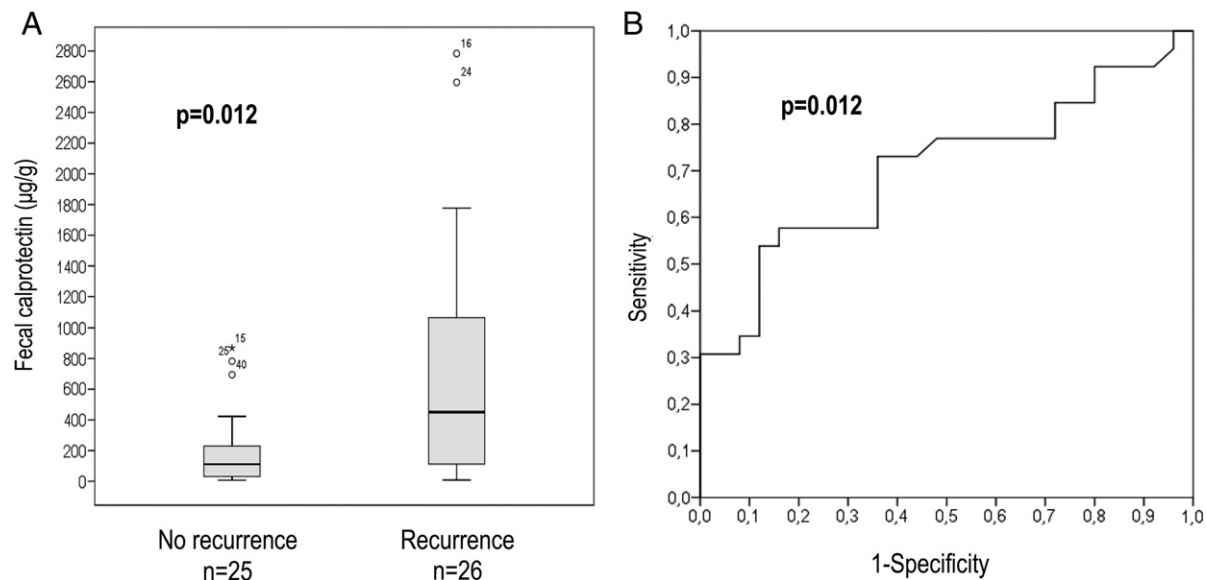 A
Fecal calprotectin (µg/g)
2800
2600
2400
2200
2000
1800
1600
1400
1200
1000
800
600
400
200
0
p=0.012
16
24
15
25
40
No recurrence
n=25
Recurrence
n=26
B
Sensitivity
1,0
0,9
0,8
0,7
0,6
0,5
0,4
0,3
0,2
0,1
0,0
p=0.012
0,0 0,1 0,2 0,3 0,4 0,5 0,6 0,7 0,8 0,9 1,0
1-Specificity